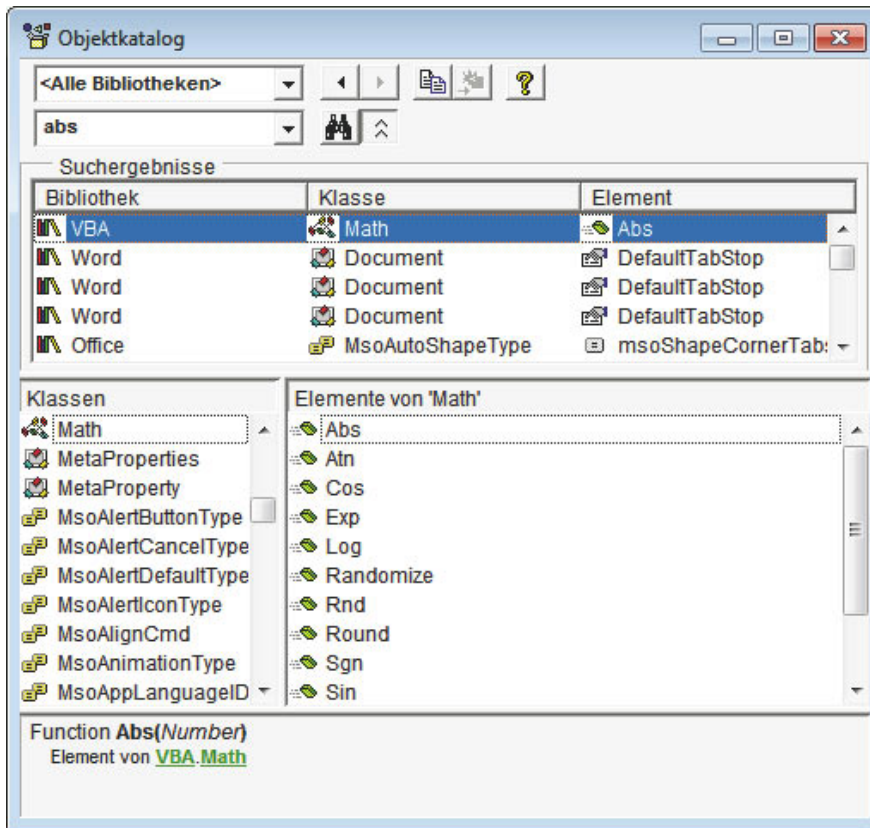 Objektkatalog
<Alle Bibliotheken>
abs
Suchergebnisse
Bibliothek Klasse Element
VBA Math Abs
Word Document DefaultTabStop
Word Document DefaultTabStop
Word Document DefaultTabStop
Office MsoAutoShapeType msoShapeCornerTabs
Klassen
Math
MetaProperties
MetaProperty
MsoAlertButtonType
MsoAlertCancelType
MsoAlertDefaultType
MsoAlertIconType
MsoAlignCmd
MsoAnimationType
MsoAppLanguageID
Elemente von 'Math'
Abs
Atn
Cos
Exp
Log
Randomize
Rnd
Round
Sgn
Sin
Function Abs(Number)
Element von VBA.Math